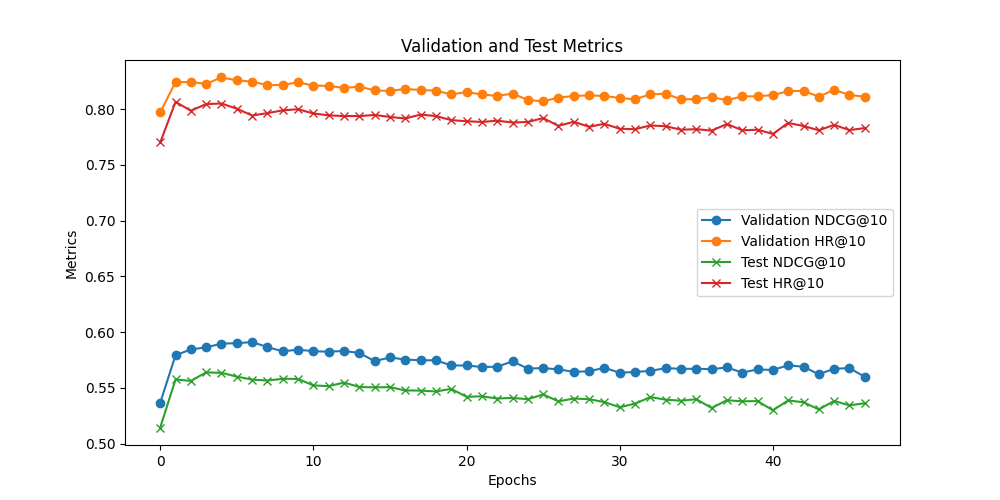 Validation and Test Metrics
Metrics
0.80
0.75
0.70
0.65
0.60
0.55
0.50
Validation NDCG@10
Validation HR@10
Test NDCG@10
Test HR@10
0 10 20 30 40
Epochs